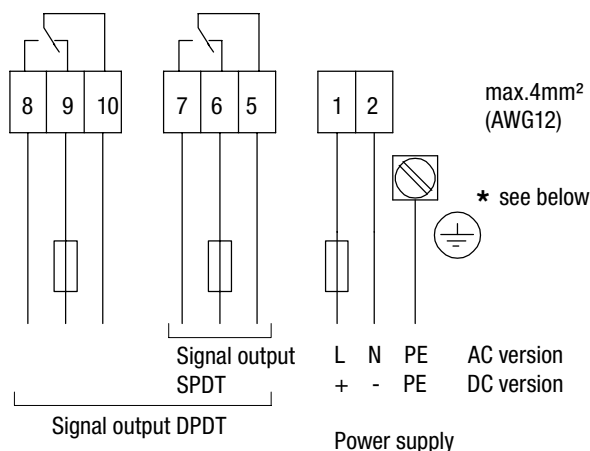 8 9 10 7 6 5 1 2
max.4mm²
(AWG12)
* see below
Signal output
SPDT
L N PE AC version
+ - PE DC version
Signal output DPDT
Power supply